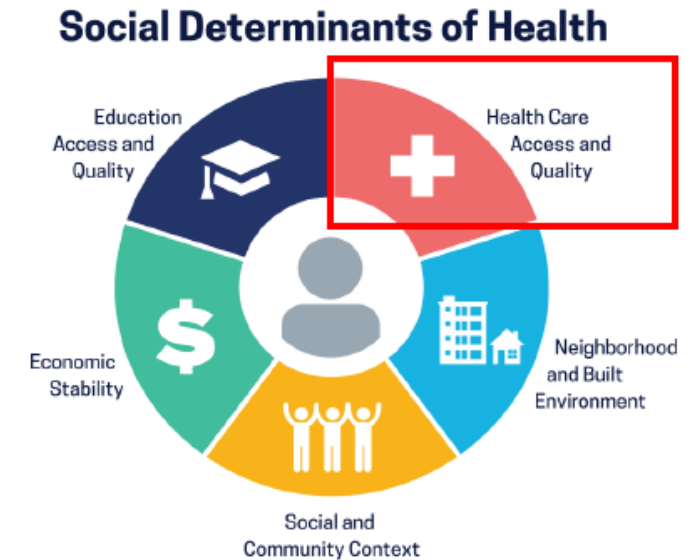 Social Determinants of Health
Education
Access and
Quality
Health Care
Access and
Quality
Economic
Stability
$
Neighborhood
and Built
Environment
Social and
Community Context